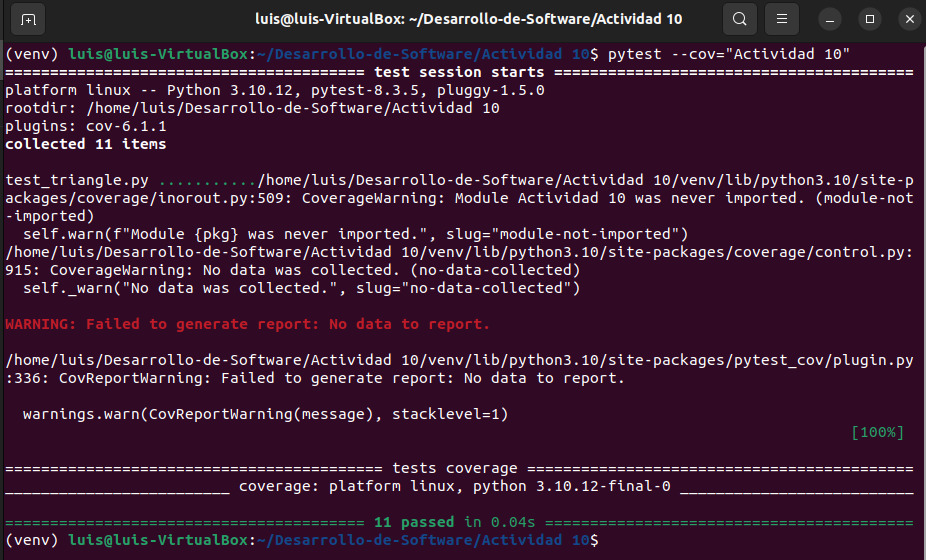 luis@luis-VirtualBox: ~/Desarrollo-de-Software/Actividad 10
(venv) luis@luis-VirtualBox:~/Desarrollo-de-Software/Actividad 10$ pytest --cov="Actividad 10"
======================================== test session starts ========================================
platform linux -- Python 3.10.12, pytest-8.3.5, pluggy-1.5.0
rootdir: /home/luis/Desarrollo-de-Software/Actividad 10
plugins: cov-6.1.1
collected 11 items
test_triangle.py .........../home/luis/Desarrollo-de-Software/Actividad 10/venv/lib/python3.10/site-p
ackages/coverage/inorout.py:509: CoverageWarning: Module Actividad 10 was never imported. (module-not
-imported)
  self.warn(f"Module {pkg} was never imported.", slug="module-not-imported")
/home/luis/Desarrollo-de-Software/Actividad 10/venv/lib/python3.10/site-packages/coverage/control.py:
915: CoverageWarning: No data was collected. (no-data-collected)
  self._warn("No data was collected.", slug="no-data-collected")
WARNING: Failed to generate report: No data to report.
/home/luis/Desarrollo-de-Software/Actividad 10/venv/lib/python3.10/site-packages/pytest_cov/plugin.py
:336: CovReportWarning: Failed to generate report: No data to report.
  warnings.warn(CovReportWarning(message), stacklevel=1)
[100%]
========================================== tests coverage ===========================================
_________________________ coverage: platform linux, python 3.10.12-final-0 __________________________
======================================== 11 passed in 0.04s =========================================
(venv) luis@luis-VirtualBox:~/Desarrollo-de-Software/Actividad 10$